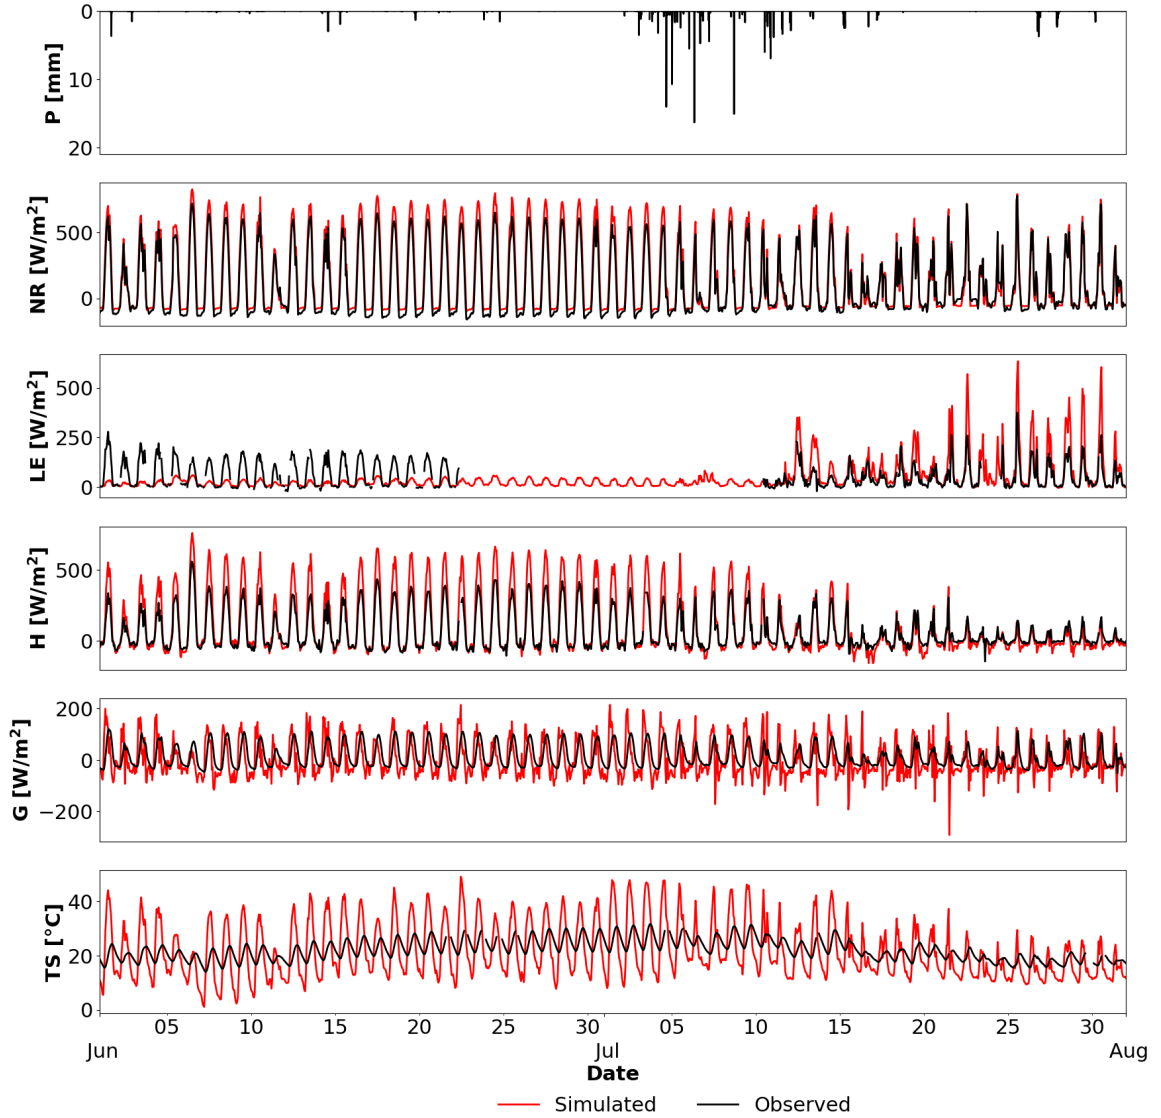 0
10
20
P [mm]
500
0
NR [W/m²]
500
250
0
LE [W/m²]
500
0
H [W/m²]
200
0
−200
G [W/m²]
40
20
0
TS [°C]
05 10 15 20 25 30 05 10 15 20 25 30
Jun Jul Aug
Date
Simulated Observed